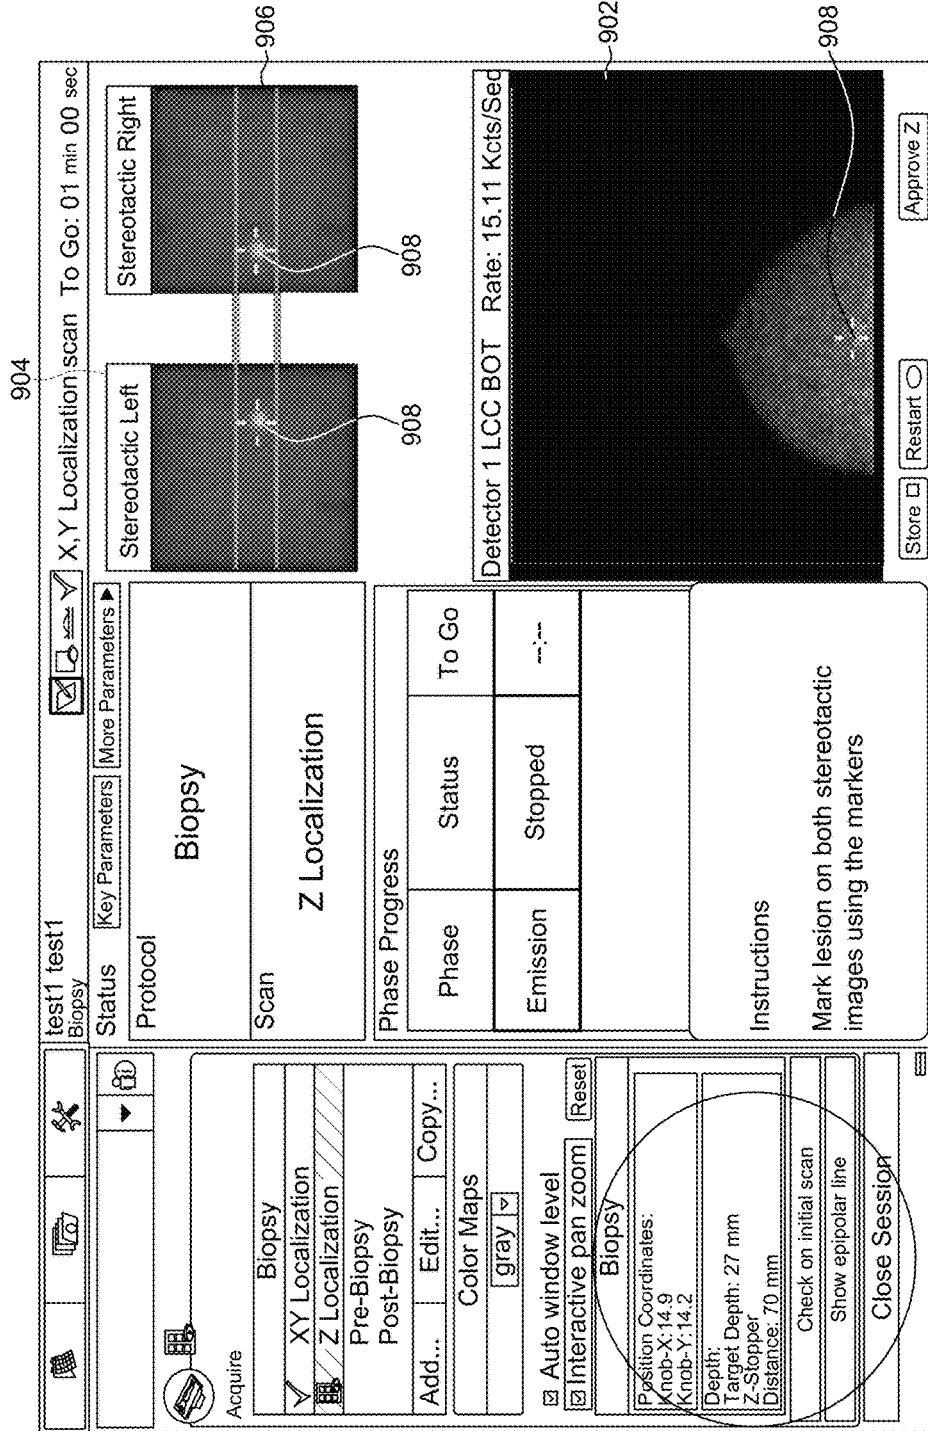 test1 test1
Biopsy
X,Y Localization scan To Go: 01 min 00 sec
904
Acquire
Biopsy
XY Localization
Z Localization
Pre-Biopsy
Post-Biopsy
Add... Edit... Copy...
Color Maps
gray
Auto window level
Interactive pan zoom Reset
Biopsy
Position Coordinates:
Knob-X:14.9
Knob-Y:14.2
Depth:
Target Depth: 27 mm
Z-Stopper
Distance: 70 mm
Check on initial scan
Show epipolar line
Close Session
Status Key Parameters More Parameters
Protocol
Biopsy
Scan
Z Localization
Phase Progress
Phase Status To Go
Emission Stopped --:--
Instructions
Mark lesion on both stereotactic
images using the markers
Stereotactic Left
Stereotactic Right
906
908
908
Detector 1 LCC BOT Rate: 15.11 Kcts/Sec
902
908
Store Restart Approve Z